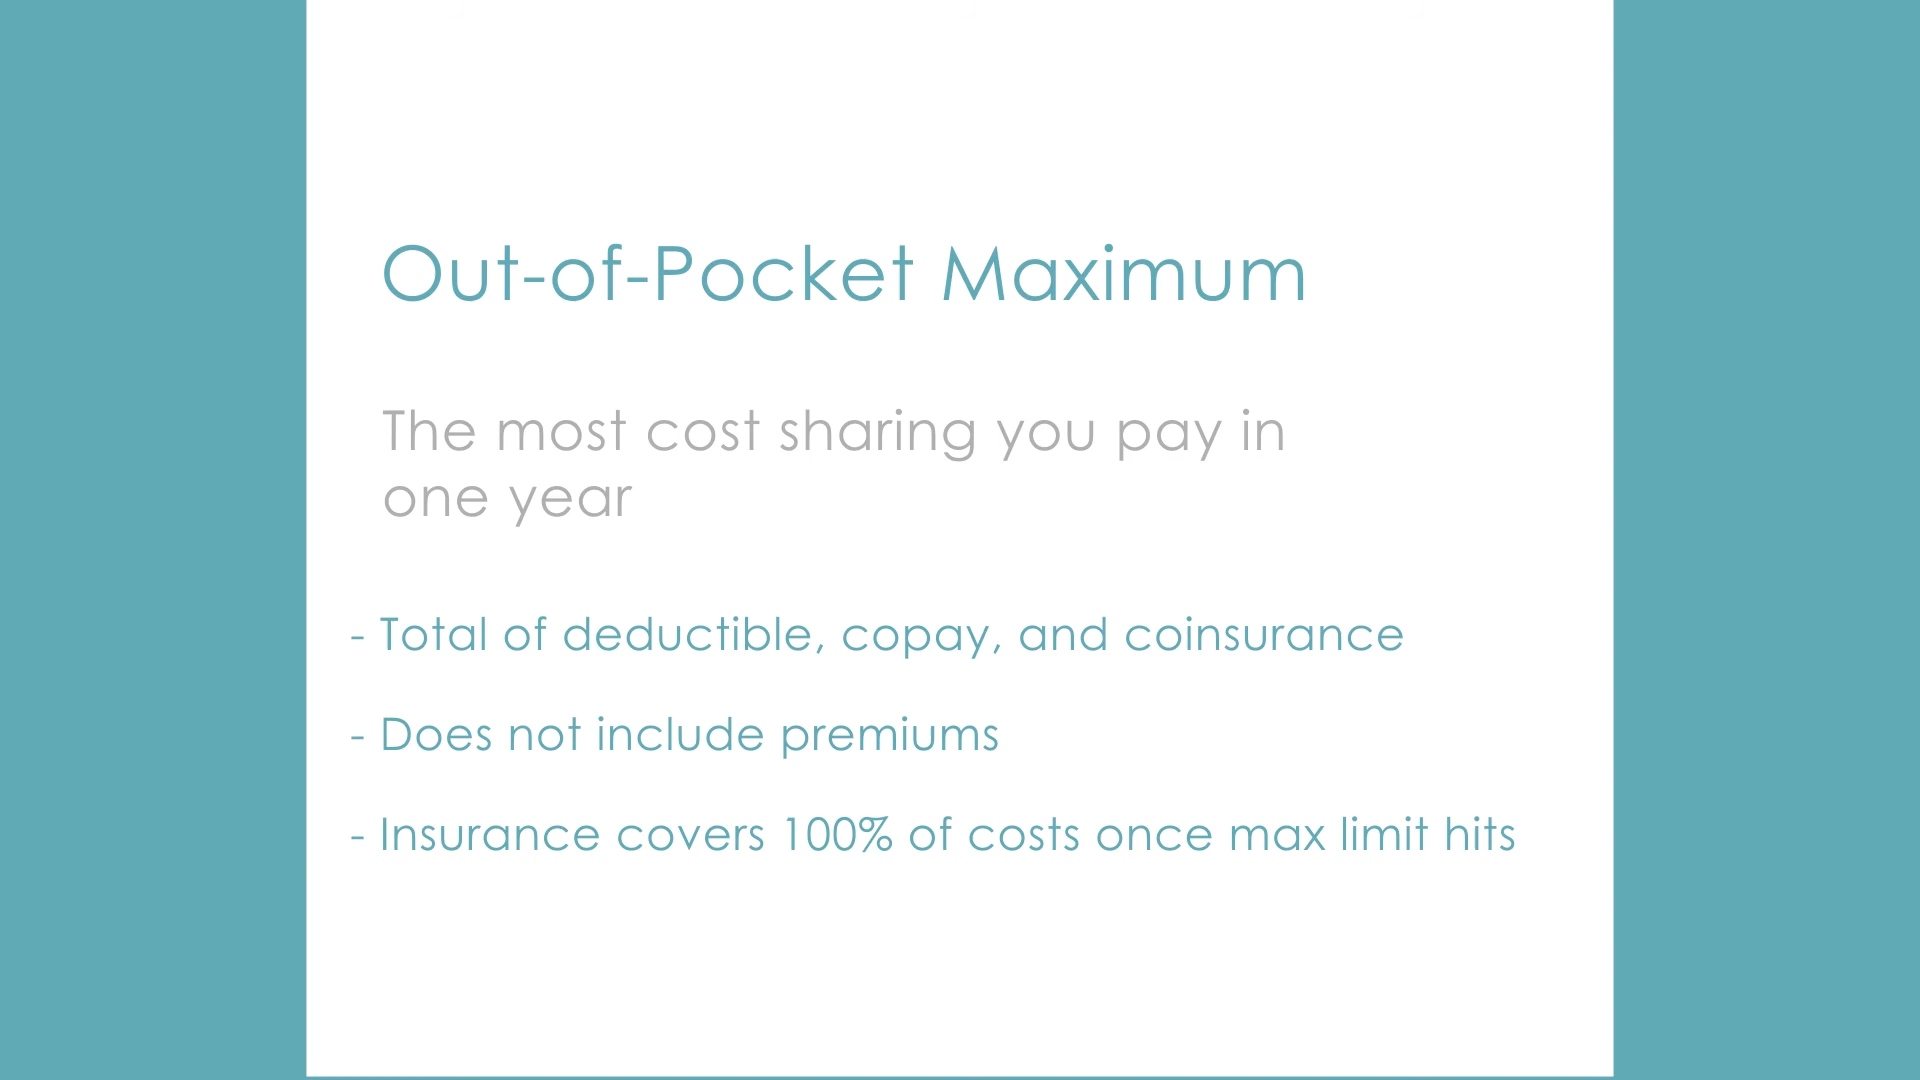 Out-of-Pocket Maximum
The most cost sharing you pay in
one year
- Total of deductible, copay, and coinsurance
- Does not include premiums
- Insurance covers 100% of costs once max limit hits